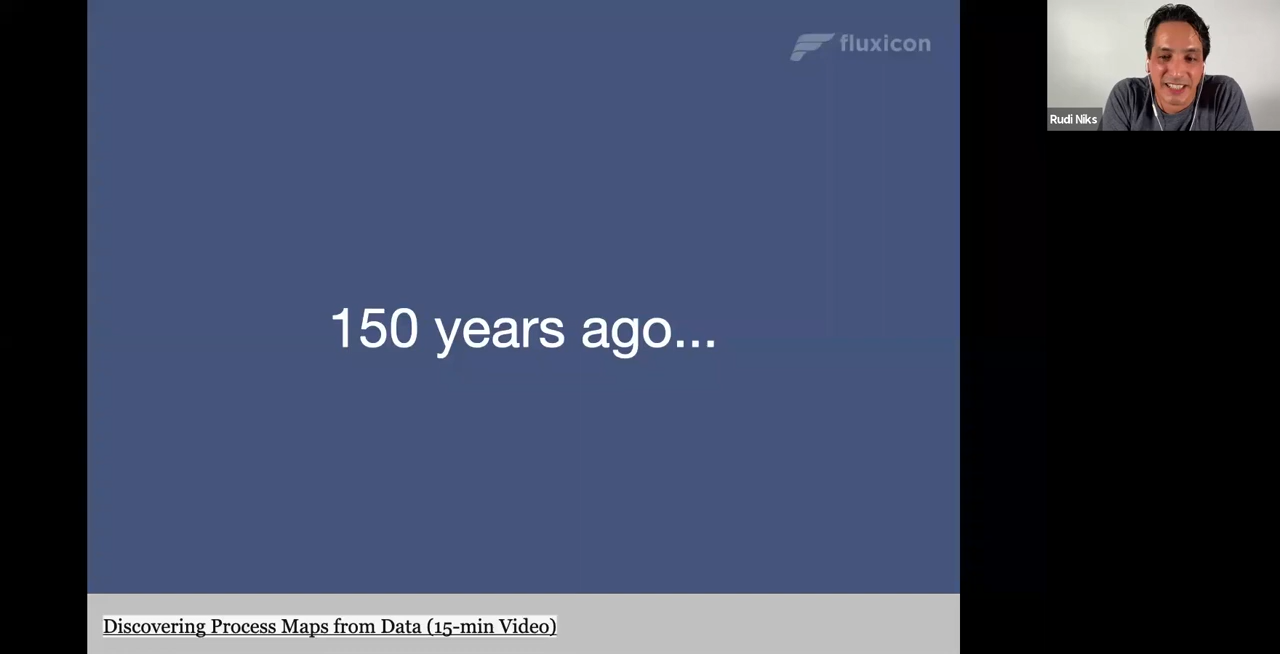 fluxicon
Rudi Niks
150 years ago...
Discovering Process Maps from Data (15-min Video)